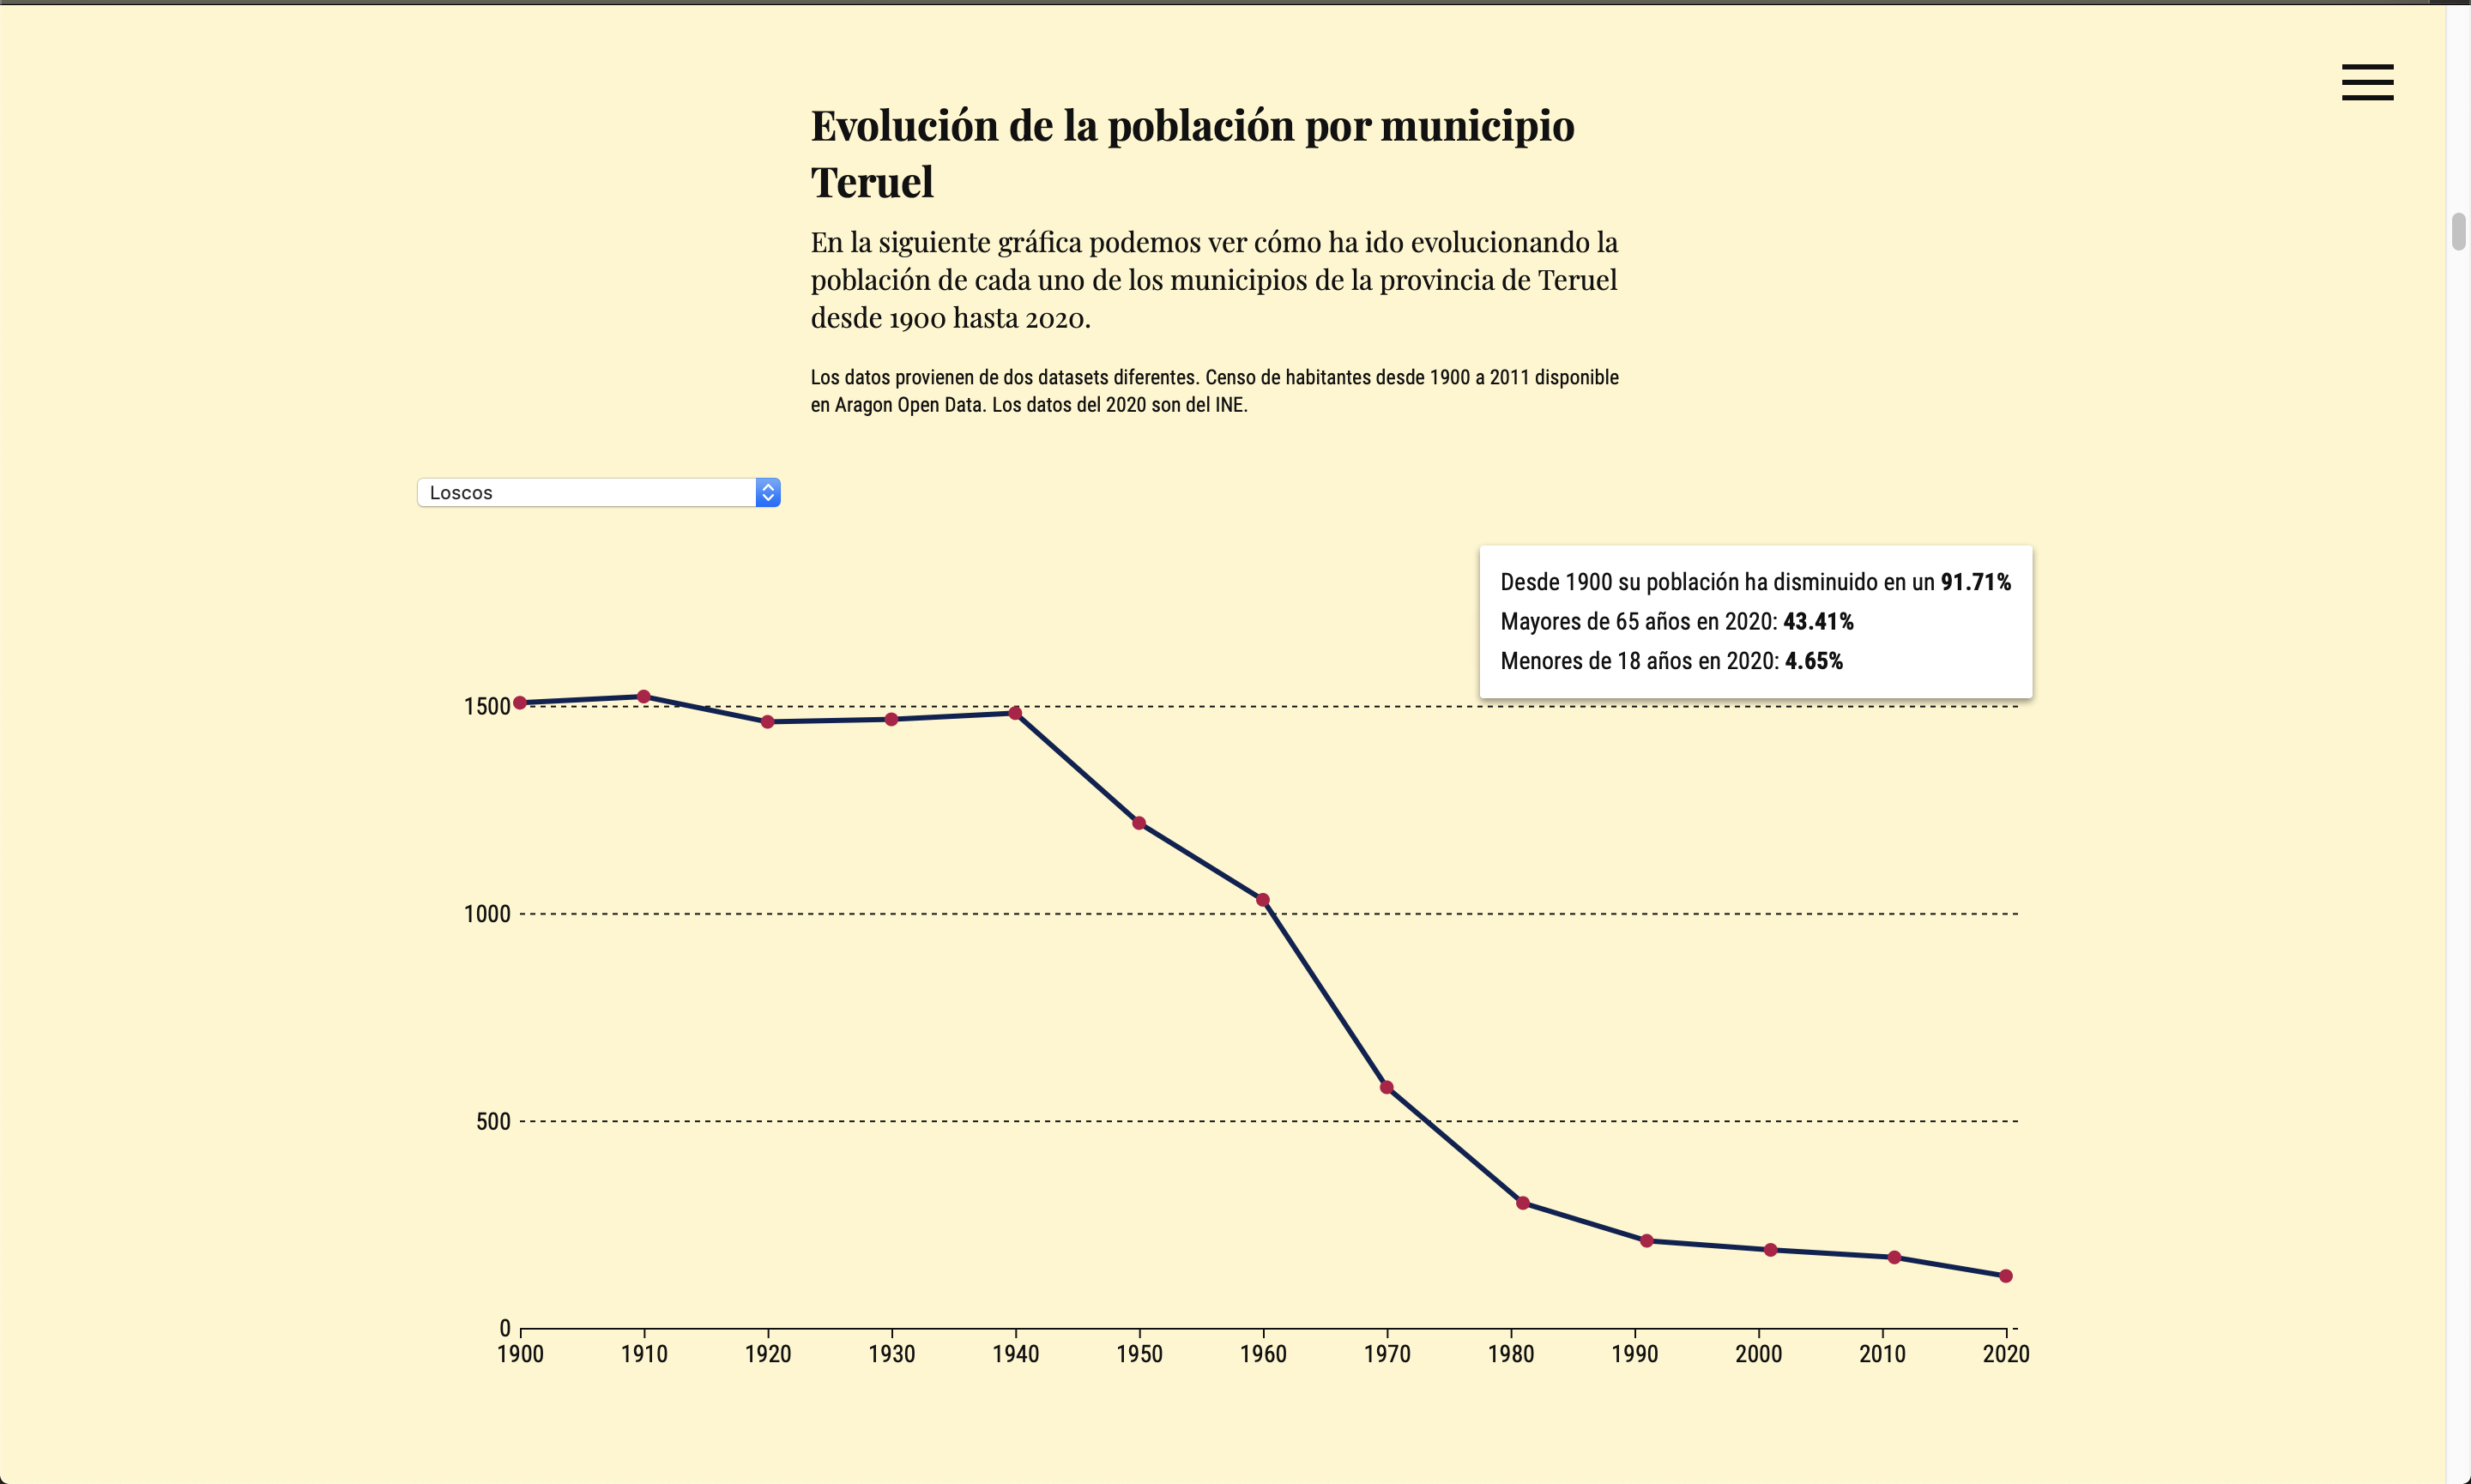 Evolución de la población por municipio
Teruel
En la siguiente gráfica podemos ver cómo ha ido evolucionando la
población de cada uno de los municipios de la provincia de Teruel
desde 1900 hasta 2020.
Los datos provienen de dos datasets diferentes. Censo de habitantes desde 1900 a 2011 disponible
en Aragon Open Data. Los datos del 2020 son del INE.
Loscos
Desde 1900 su población ha disminuido en un 91.71%
Mayores de 65 años en 2020: 43.41%
Menores de 18 años en 2020: 4.65%
1500
1000
500
0
1900 1910 1920 1930 1940 1950 1960 1970 1980 1990 2000 2010 2020